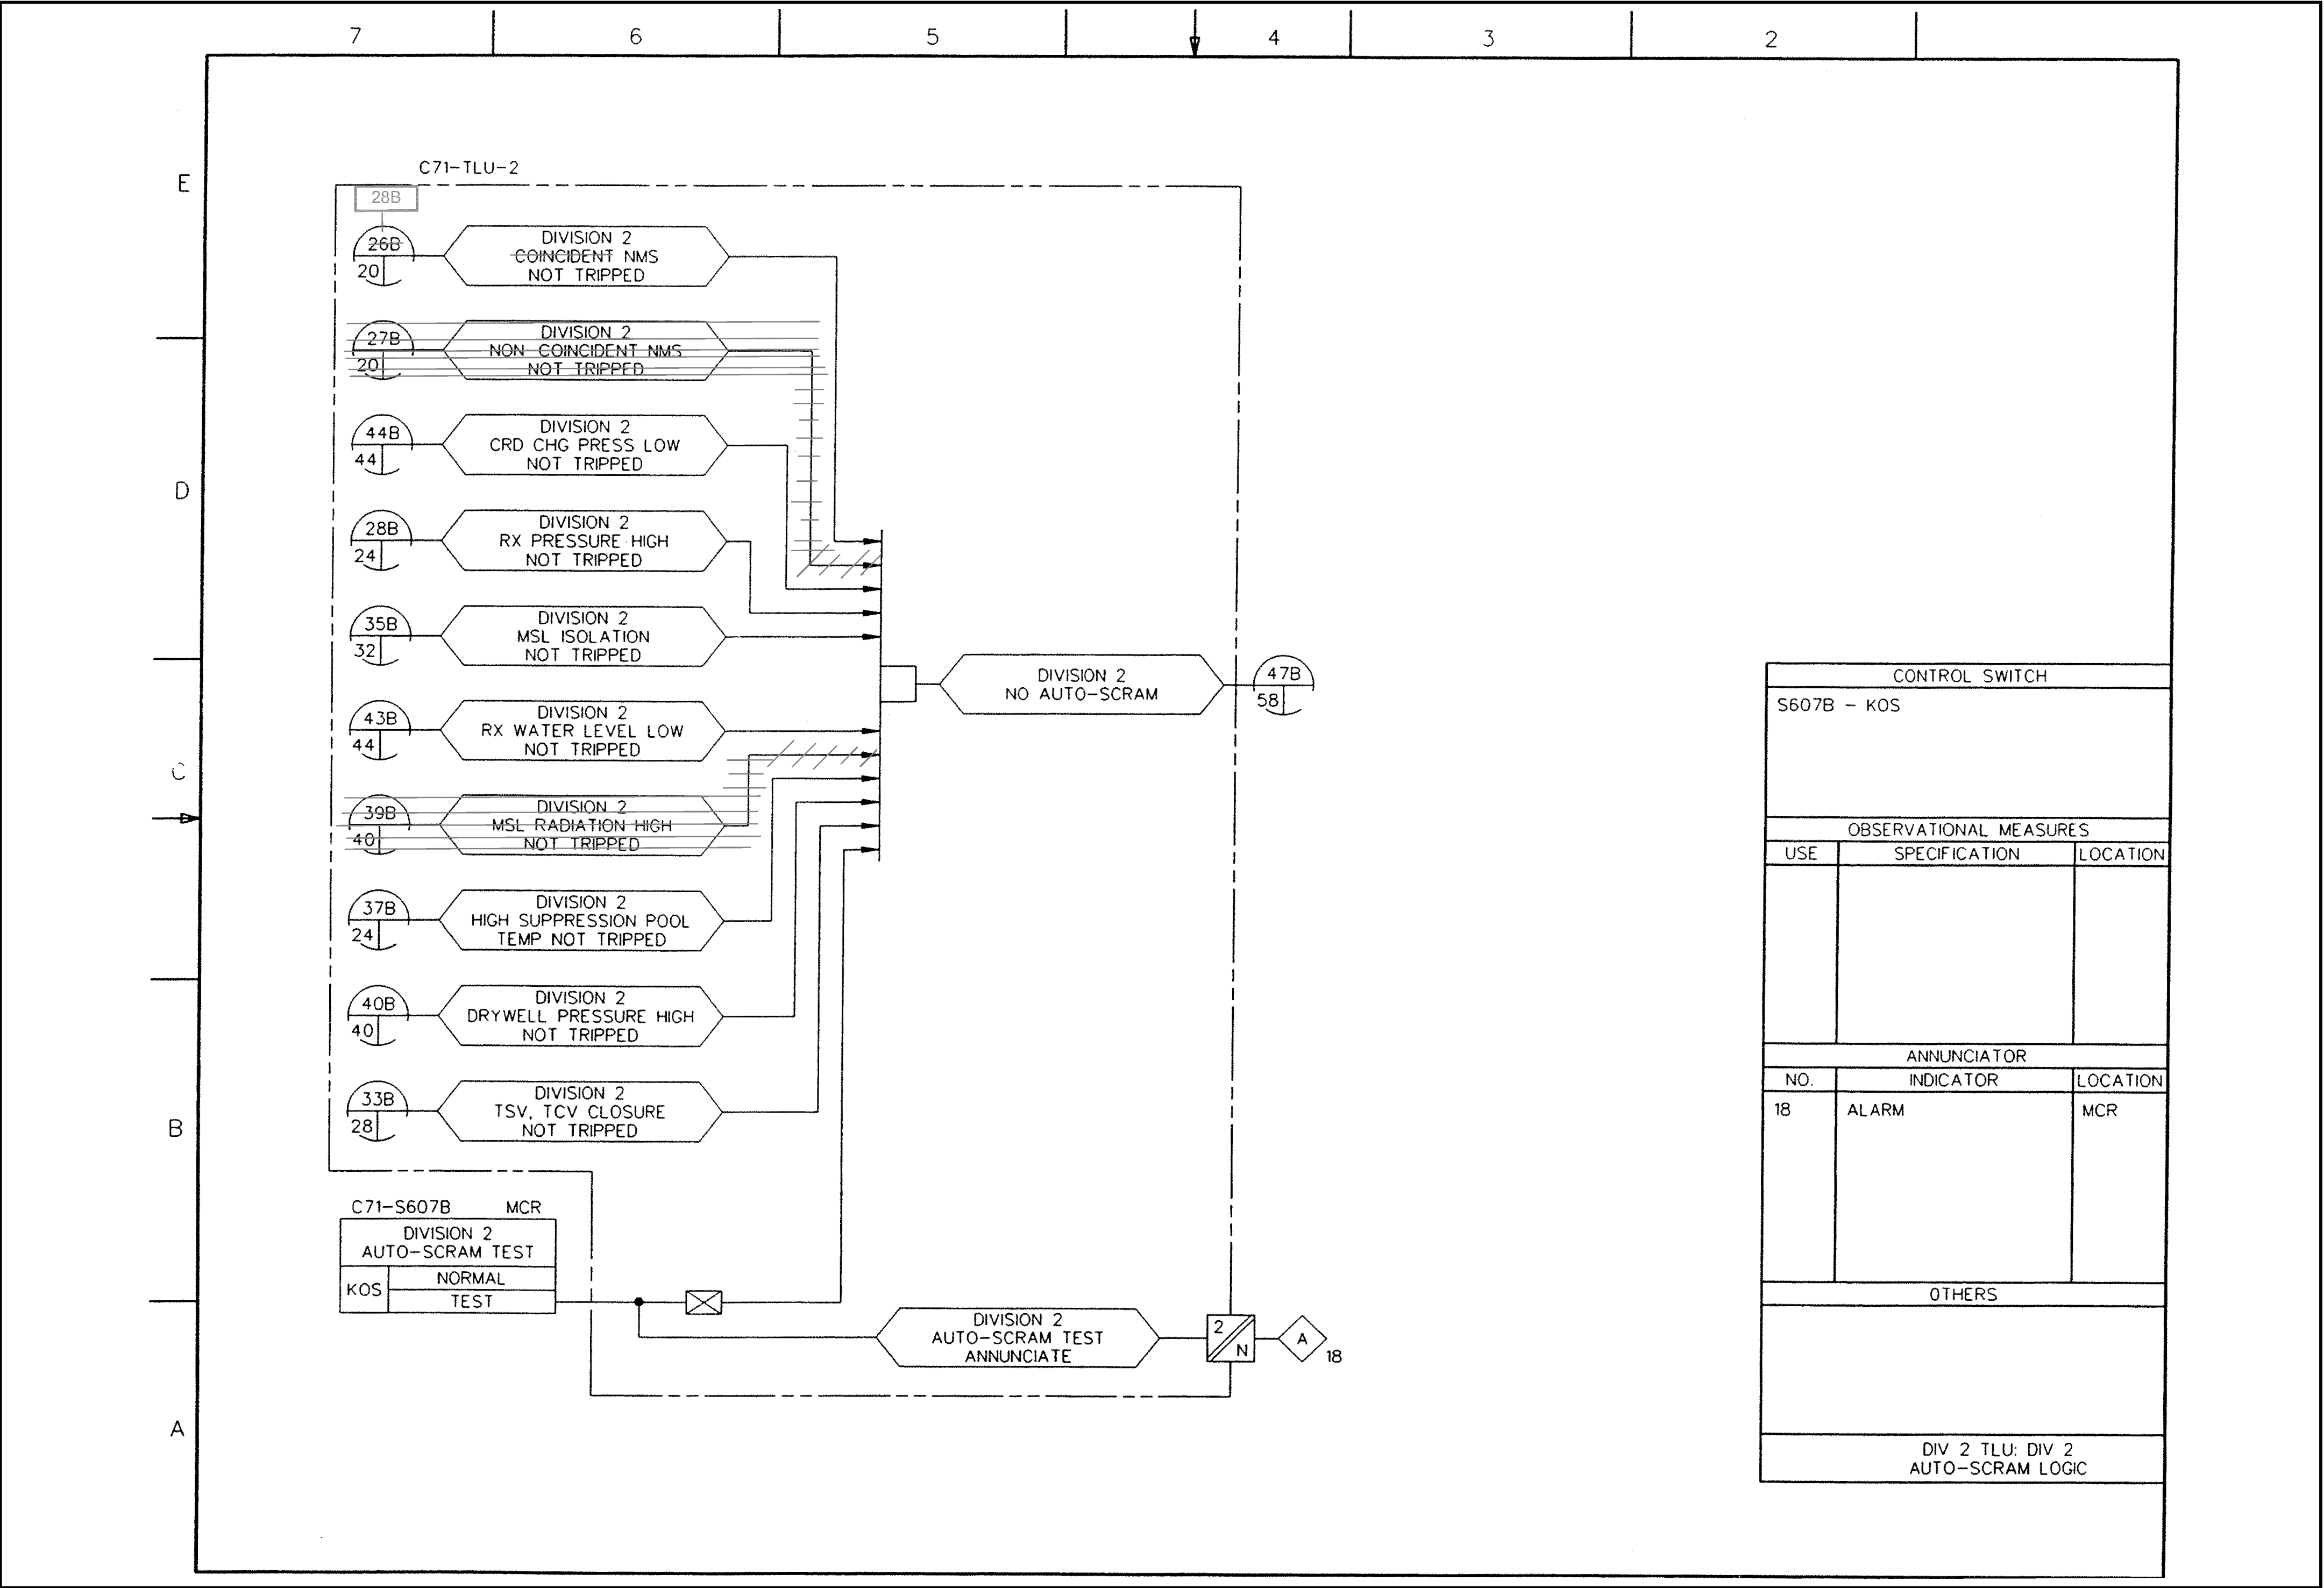 7 6 5 4 3 2
E
D
C
B
A
C71-TLU-2
28B
26B
20
DIVISION 2
COINCIDENT NMS
NOT TRIPPED
27B
20
DIVISION 2
NON COINCIDENT NMS
NOT TRIPPED
44B
44
DIVISION 2
CRD CHG PRESS LOW
NOT TRIPPED
28B
24
DIVISION 2
RX PRESSURE HIGH
NOT TRIPPED
35B
32
DIVISION 2
MSL ISOLATION
NOT TRIPPED
43B
44
DIVISION 2
RX WATER LEVEL LOW
NOT TRIPPED
39B
40
DIVISION 2
MSL RADIATION HIGH
NOT TRIPPED
37B
24
DIVISION 2
HIGH SUPPRESSION POOL
TEMP NOT TRIPPED
40B
40
DIVISION 2
DRYWELL PRESSURE HIGH
NOT TRIPPED
33B
28
DIVISION 2
TSV, TCV CLOSURE
NOT TRIPPED
DIVISION 2
NO AUTO-SCRAM
47B
58
C71-S607B MCR
DIVISION 2
AUTO-SCRAM TEST
KOS
NORMAL
TEST
DIVISION 2
AUTO-SCRAM TEST
ANNUNCIATE
2
N
A
18
CONTROL SWITCH
S607B - KOS
OBSERVATIONAL MEASURES
USE SPECIFICATION LOCATION
ANNUNCIATOR
NO. INDICATOR LOCATION
18 ALARM MCR
OTHERS
DIV 2 TLU: DIV 2
AUTO-SCRAM LOGIC